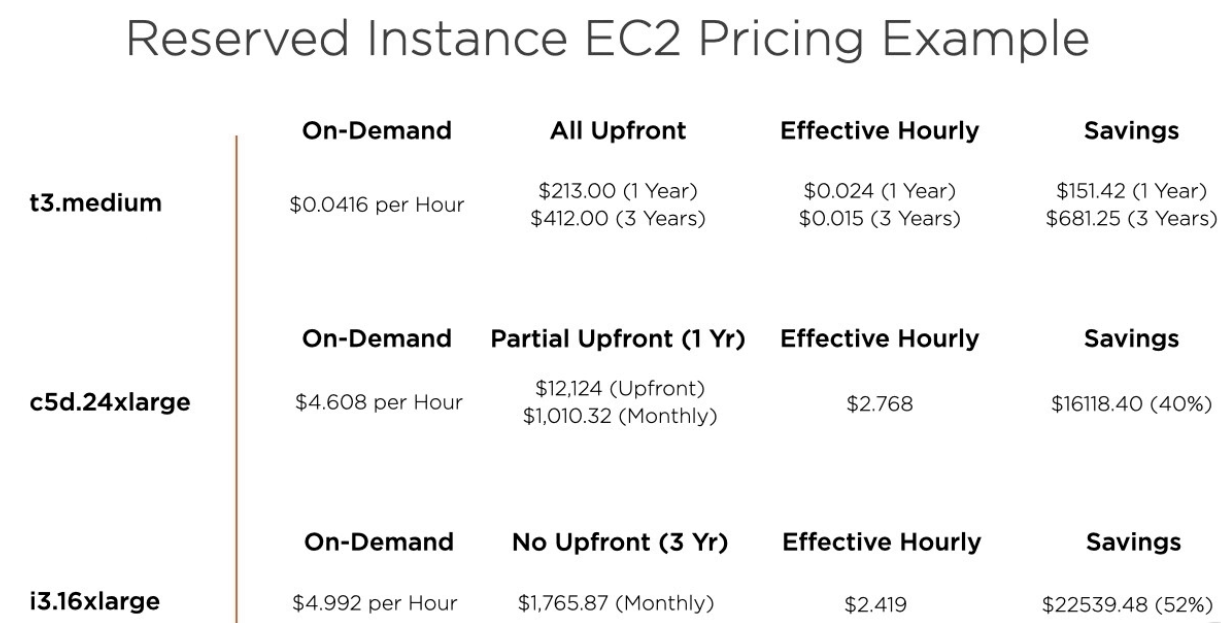 Reserved Instance EC2 Pricing Example
On-Demand All Upfront Effective Hourly Savings
t3.medium $0.0416 per Hour $213.00 (1 Year) $0.024 (1 Year) $151.42 (1 Year)
$412.00 (3 Years) $0.015 (3 Years) $681.25 (3 Years)
On-Demand Partial Upfront (1 Yr) Effective Hourly Savings
c5d.24xlarge $4.608 per Hour $12,124 (Upfront) $2.768 $16118.40 (40%)
$1,010.32 (Monthly)
On-Demand No Upfront (3 Yr) Effective Hourly Savings
i3.16xlarge $4.992 per Hour $1,765.87 (Monthly) $2.419 $22539.48 (52%)